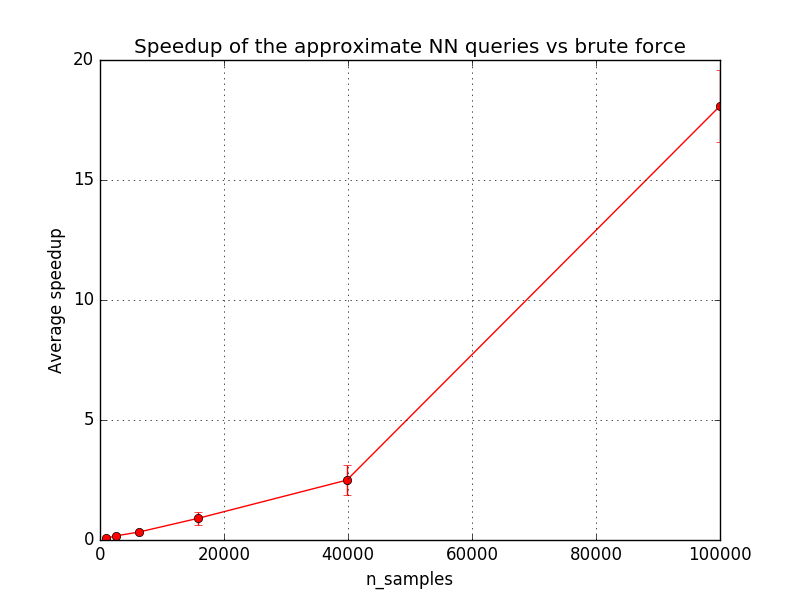 Speedup of the approximate NN queries vs brute force
20
15
10
5
0
Average speedup
0 20000 40000 60000 80000 100000
n_samples